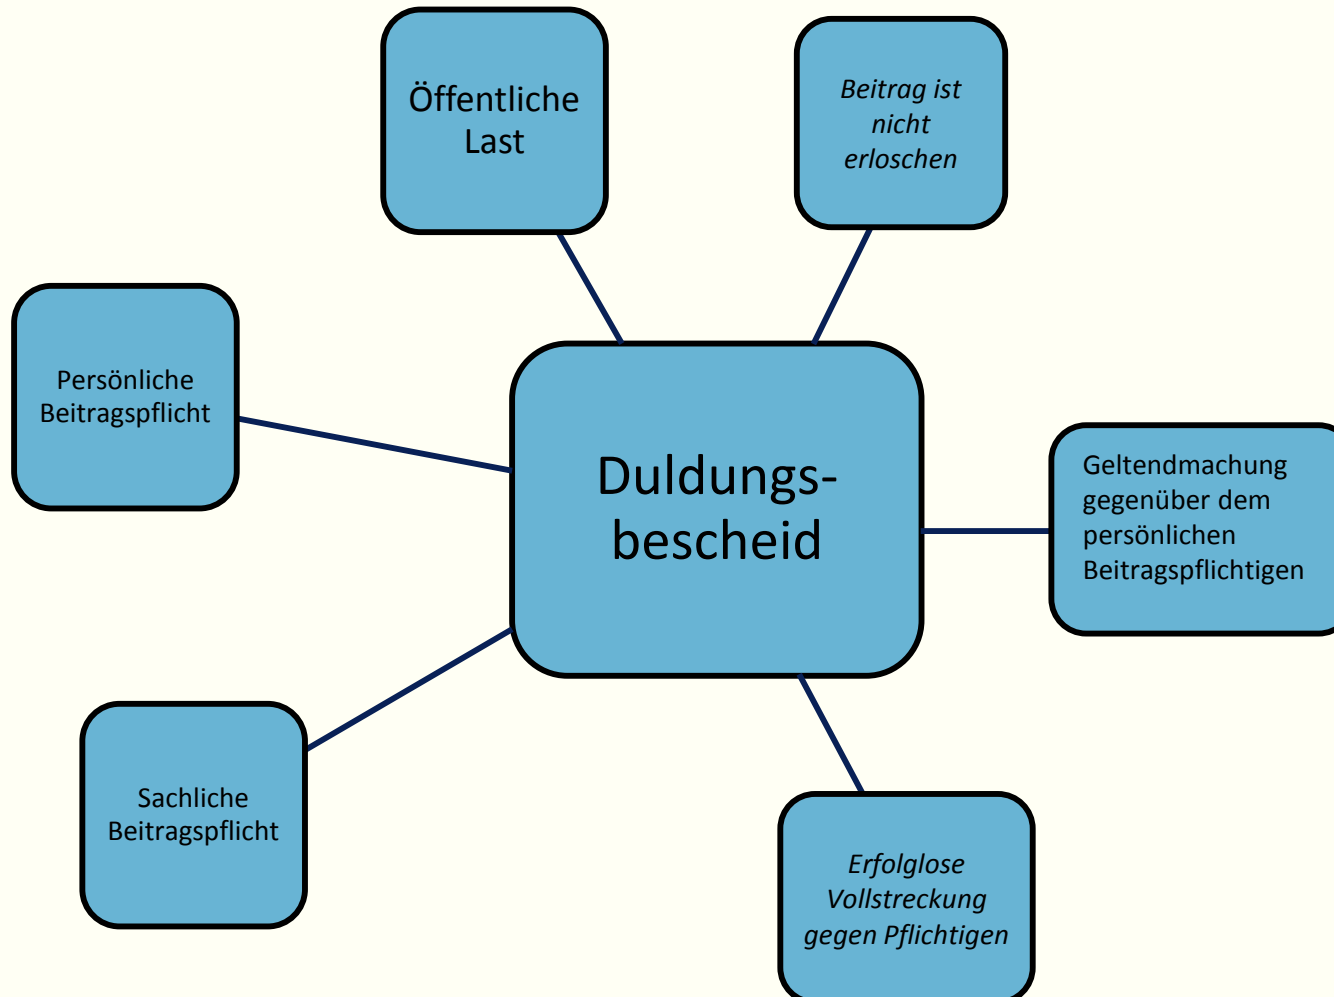 Öffentliche
Last
Beitrag ist
nicht
erloschen
Persönliche
Beitragspflicht
Duldungs-
bescheid
Geltendmachung
gegenüber dem
persönlichen
Beitragspflichtigen
Sachliche
Beitragspflicht
Erfolglose
Vollstreckung
gegen Pflichtigen